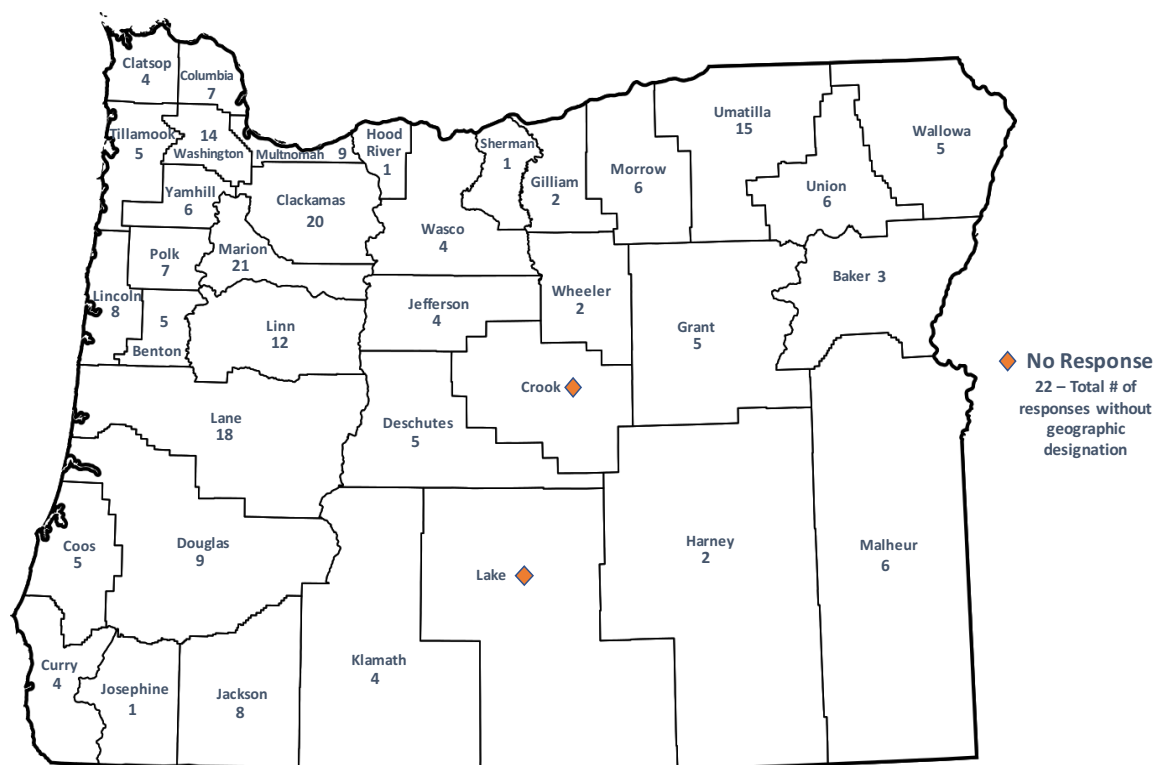 Clatsop
4
Columbia
7
Tillamook
5
14
Washington
Multnomah 9
Hood
River
1
Sherman
1
Gilliam
2
Morrow
6
Umatilla
15
Wallowa
5
Union
6
Yamhill
6
Clackamas
20
Wasco
4
Polk
7
Marion
21
Baker 3
Lincoln
8
5
Benton
Linn
12
Jefferson
4
Wheeler
2
Grant
5
Crook
No Response
22 – Total # of
responses without
geographic
designation
Lane
18
Deschutes
5
Coos
5
Douglas
9
Lake
Harney
2
Malheur
6
Curry
4
Josephine
1
Jackson
8
Klamath
4